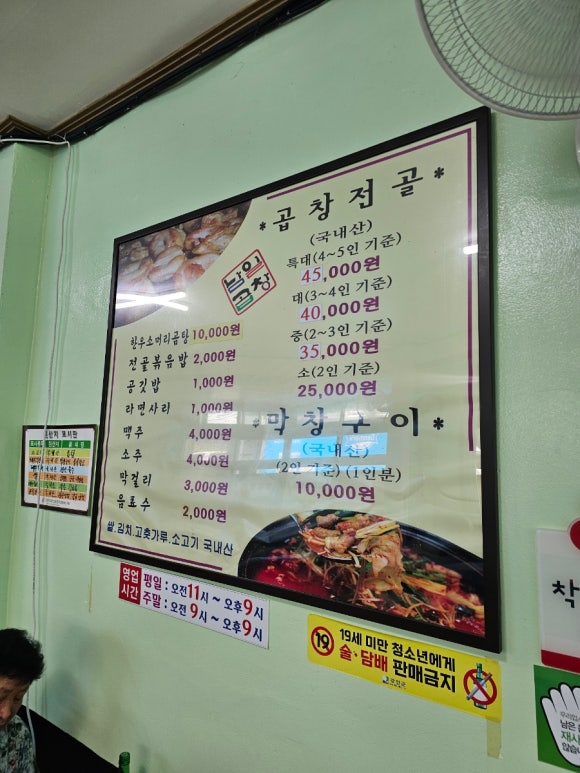 *곱창전골*
(국내산)
특대(4~5인 기준)
45,000원
대(3~4인 기준)
40,000원
중(2~3인 기준)
35,000원
소(2인 기준)
25,000원
*막창구이*
(국내산)
(2인 기준) (1인분)
10,000원
곱창
한우소머리곰탕 10,000원
전골볶음밥 2,000원
공깃밥 1,000원
라면사리 1,000원
맥주 4,000원
소주 4,000원
막걸리 3,000원
음료수 2,000원
쌀.김치.고춧가루.소고기 국내산
영업시간
평일 : 오전11시 ~ 오후9시
주말 : 오전 9시 ~ 오후9시
19
19세 미만 청소년에게
술·담배 판매금지
착
재사